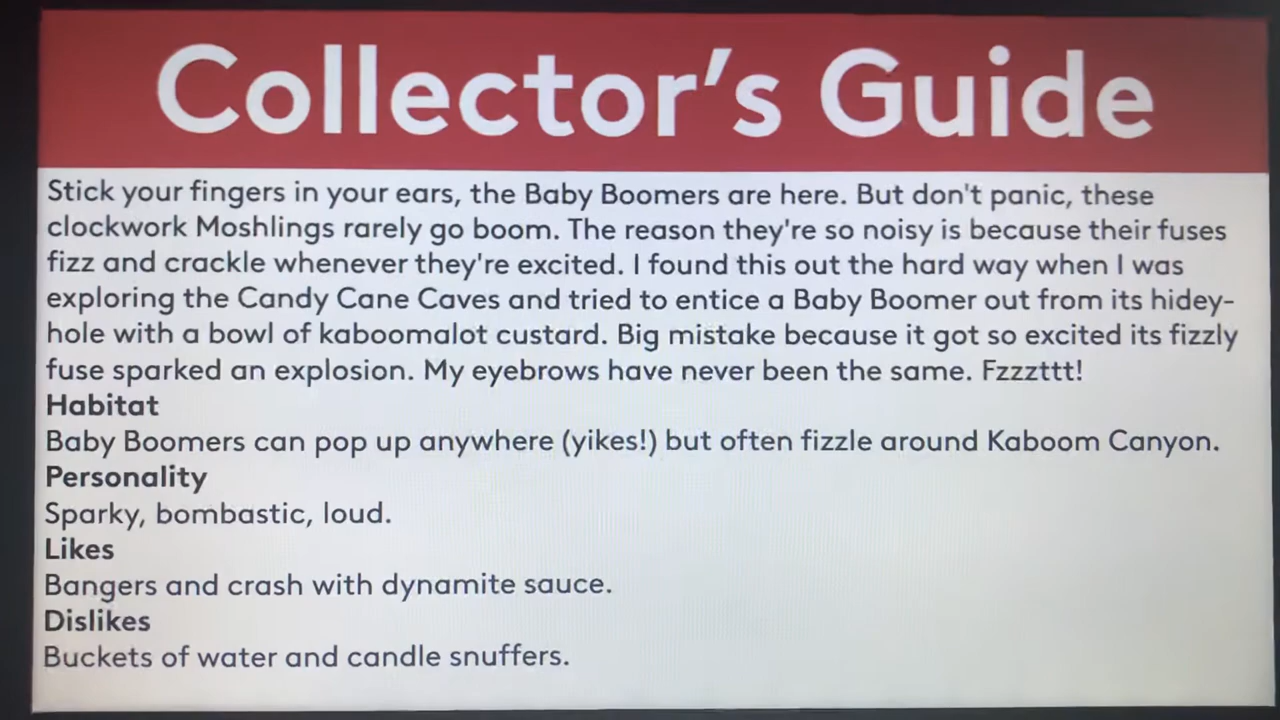 Collector's Guide
Stick your fingers in your ears, the Baby Boomers are here. But don't panic, these
clockwork Moshlings rarely go boom. The reason they're so noisy is because their fuses
fizz and crackle whenever they're excited. I found this out the hard way when I was
exploring the Candy Cane Caves and tried to entice a Baby Boomer out from its hidey-
hole with a bowl of kaboomalot custard. Big mistake because it got so excited its fizzly
fuse sparked an explosion. My eyebrows have never been the same. Fzzzttt!
Habitat
Baby Boomers can pop up anywhere (yikes!) but often fizzle around Kaboom Canyon.
Personality
Sparky, bombastic, loud.
Likes
Bangers and crash with dynamite sauce.
Dislikes
Buckets of water and candle snuffers.